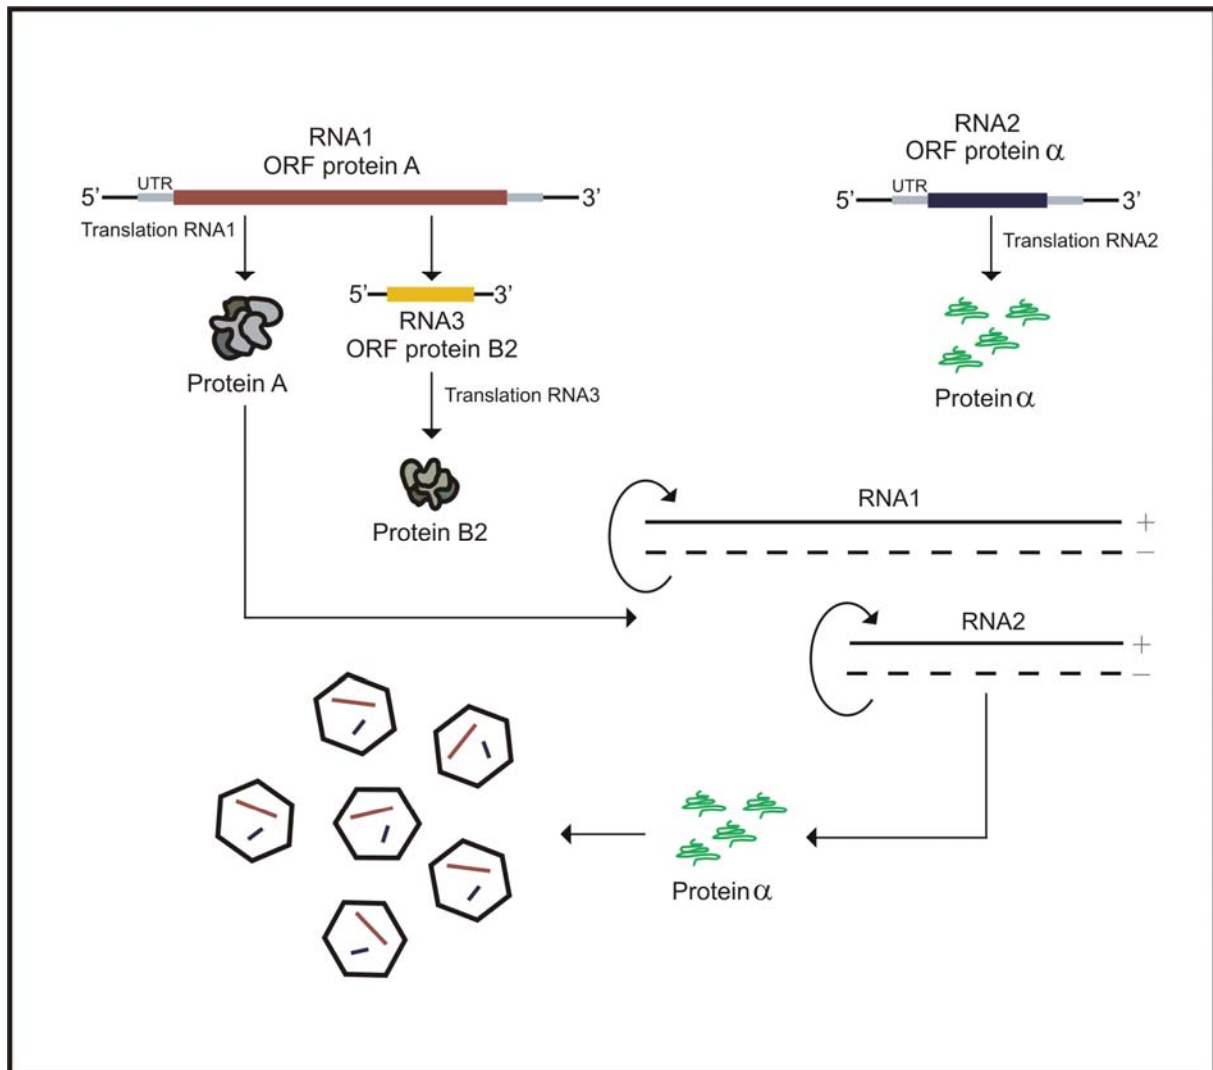 RNA1
ORF protein A
UTR
5’ 3’
Translation RNA1
5’ 3’
RNA3
ORF protein B2
Protein A
Translation RNA3
Protein B2
RNA2
ORF protein α
UTR
5’ 3’
Translation RNA2
Protein α
RNA1
+
−
RNA2
+
−
Protein α